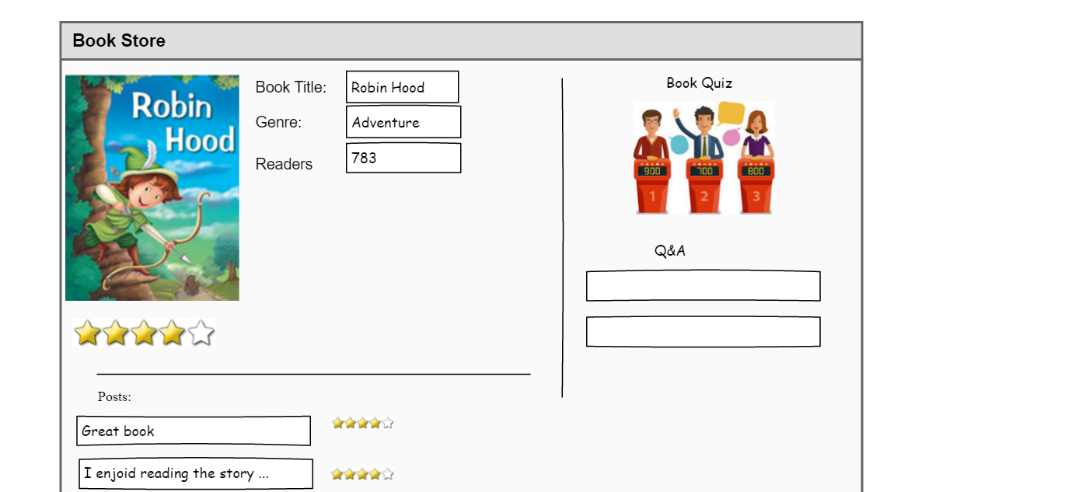 Book Store
Robin
Hood
Book Title:
Robin Hood
Genre:
Adventure
Readers
783
Book Quiz
900
700
800
1
2
3
Q&A
Posts:
Great book
I enjoid reading the story ...